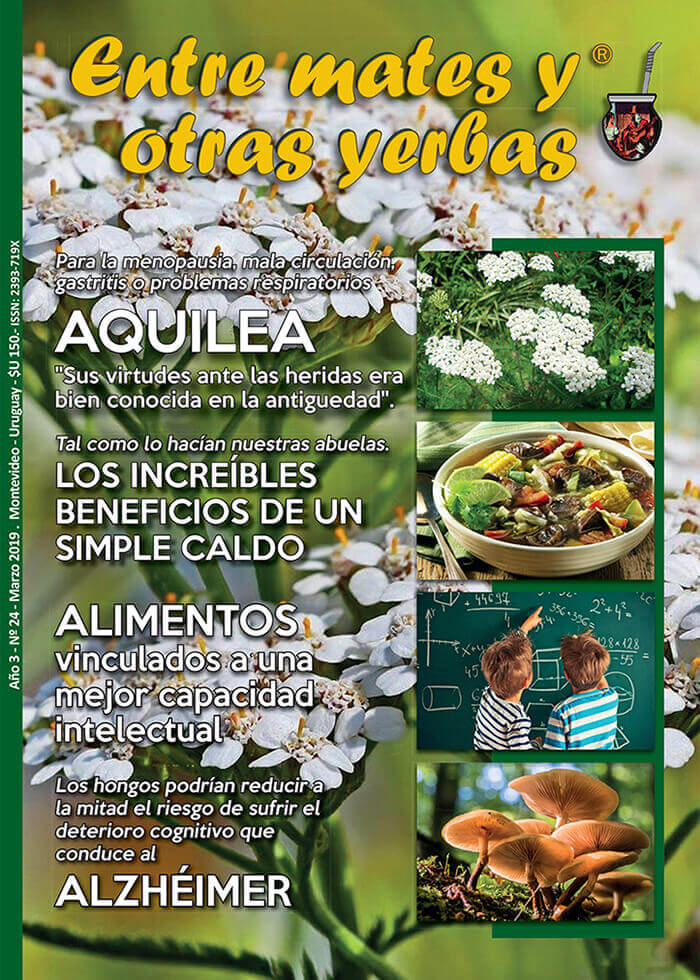 Entre mates y ®
otras yerbas
Para la menopausia, mala circulación,
gastritis o problemas respiratorios
AQUILEA
"Sus virtudes ante las heridas era
bien conocida en la antiguedad".
Tal como lo hacían nuestras abuelas.
LOS INCREÍBLES
BENEFICIOS DE UN
SIMPLE CALDO
ALIMENTOS
vinculados a una
mejor capacidad
intelectual
Los hongos podrían reducir a
la mitad el riesgo de sufrir el
deterioro cognitivo que
conduce al
ALZHÉIMER
Año 3 - Nº 24 - Marzo 2019 . Montevideo - Uruguay - $U 150.- ISSN: 2393-719X